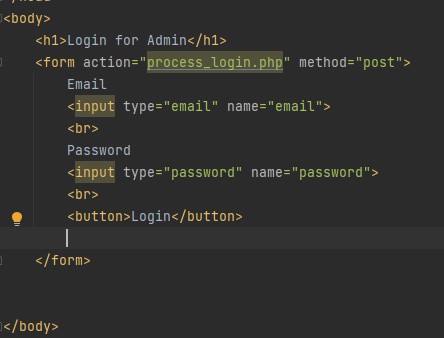 <body>
<h1>Login for Admin</h1>
<form action="process_login.php" method="post">
Email
<input type="email" name="email">
<br>
Password
<input type="password" name="password">
<br>
<button>Login</button>
</form>
</body>